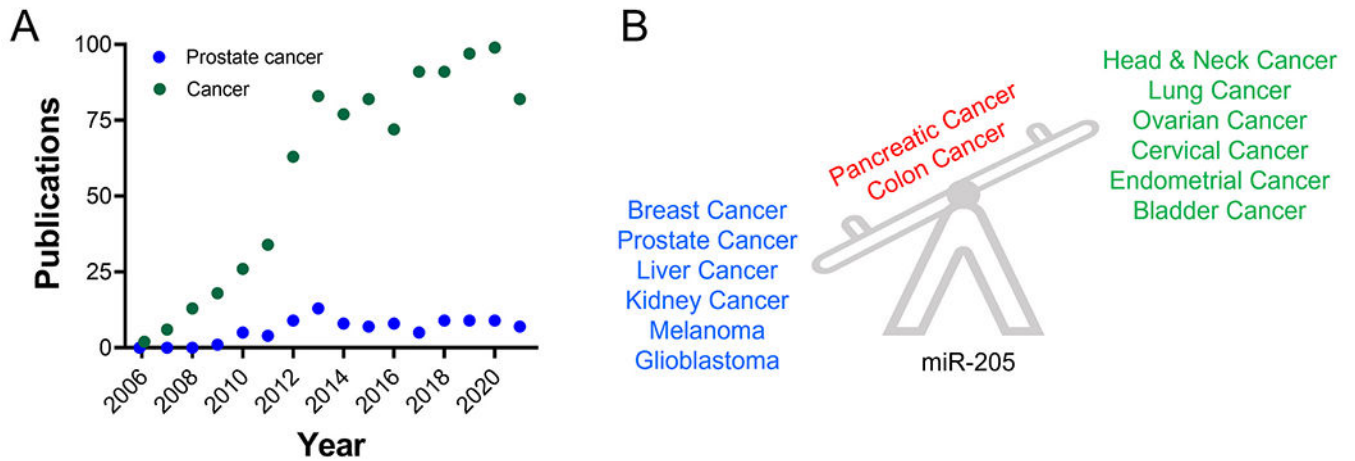 A
Publications
100
75
50
25
0
Prostate cancer
Cancer
2006
2008
2010
2012
2014
2016
2018
2020
Year
B
Breast Cancer
Prostate Cancer
Liver Cancer
Kidney Cancer
Melanoma
Glioblastoma
Pancreatic Cancer
Colon Cancer
Head & Neck Cancer
Lung Cancer
Ovarian Cancer
Cervical Cancer
Endometrial Cancer
Bladder Cancer
miR-205